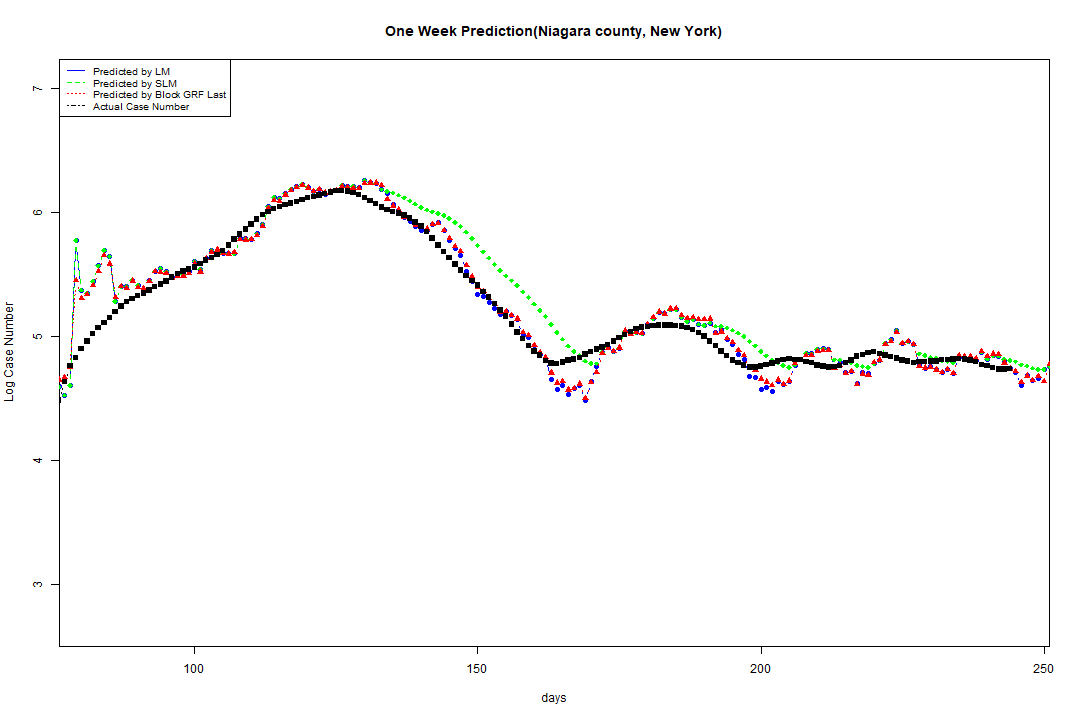 One Week Prediction(Niagara county, New York)
Predicted by LM
Predicted by SLM
Predicted by Block GRF Last
Actual Case Number
7
6
5
4
3
Log Case Number
100 150 200 250
days